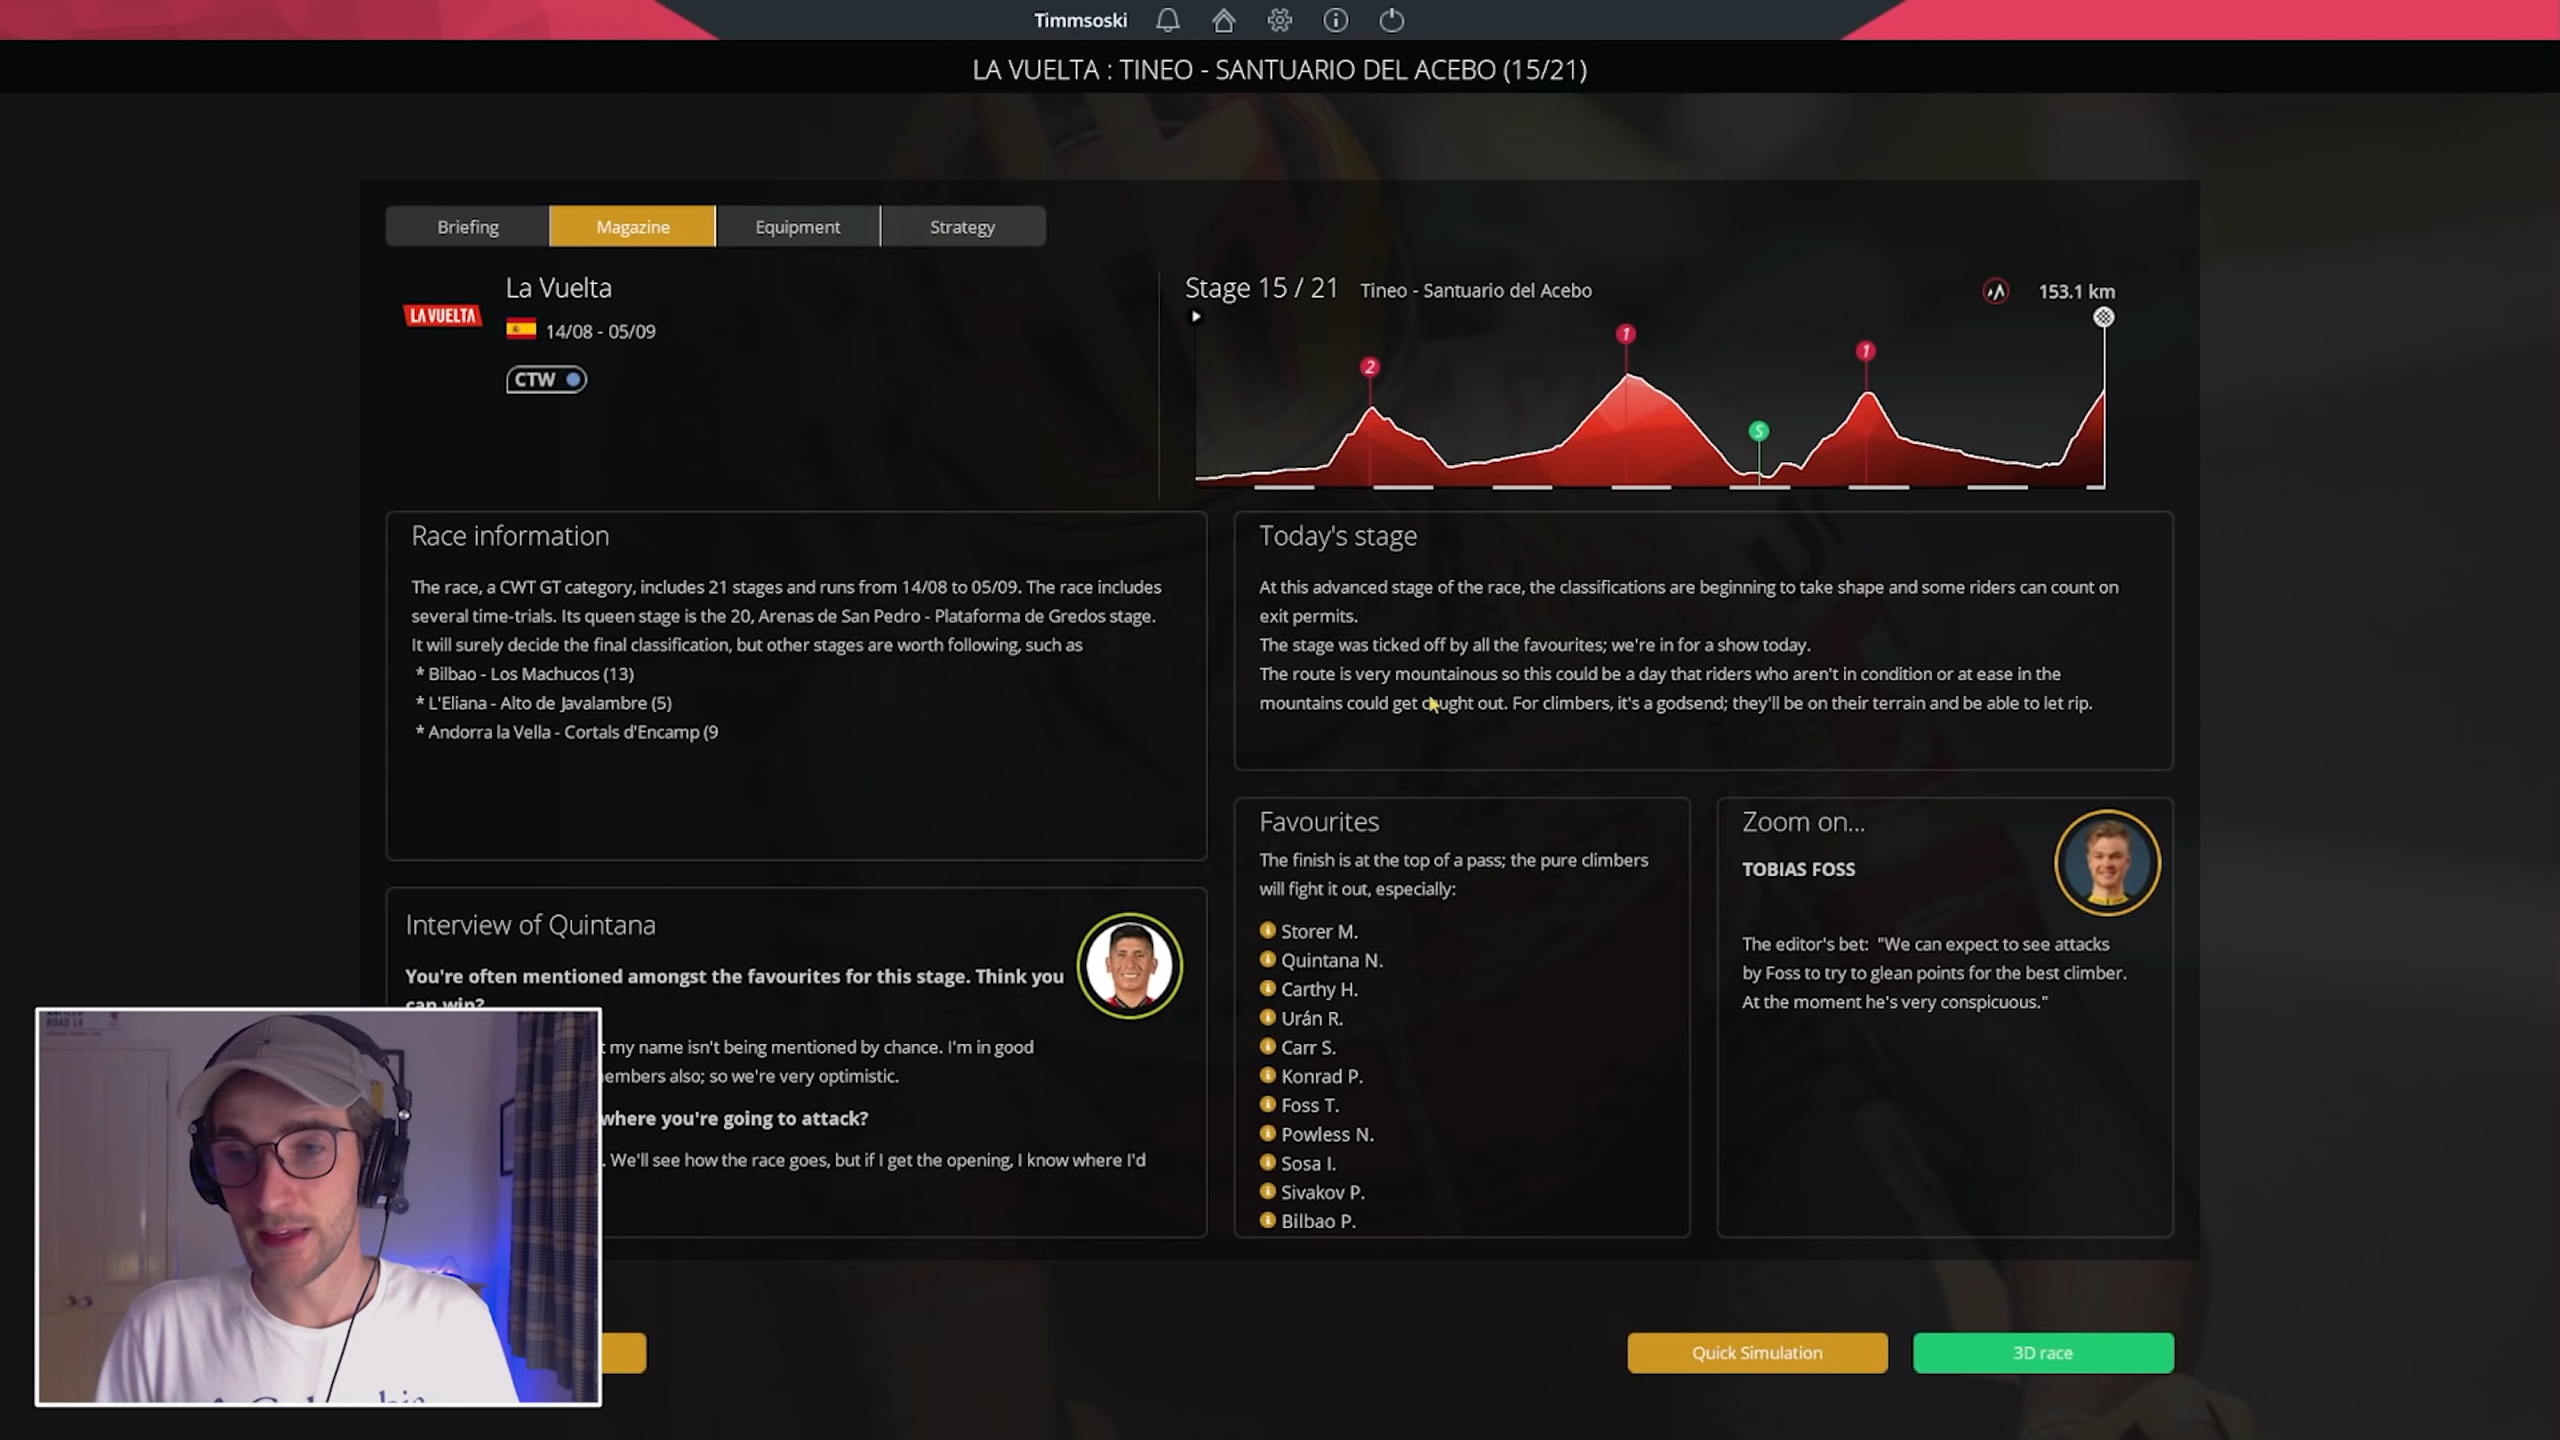 Timmsoski
LA VUELTA : TINEO - SANTUARIO DEL ACEBO (15/21)
Briefing
Magazine
Equipment
Strategy
LA VUELTA
La Vuelta
14/08 - 05/09
CTW
Stage 15 / 21
Tineo - Santuario del Acebo
153.1 km
2
1
S
1
Race information
The race, a CWT GT category, includes 21 stages and runs from 14/08 to 05/09. The race includes
several time-trials. Its queen stage is the 20, Arenas de San Pedro - Plataforma de Gredos stage.
It will surely decide the final classification, but other stages are worth following, such as
* Bilbao - Los Machucos (13)
* L'Eliana - Alto de Javalambre (5)
* Andorra la Vella - Cortals d'Encamp (9
Today's stage
At this advanced stage of the race, the classifications are beginning to take shape and some riders can count on
exit permits.
The stage was ticked off by all the favourites; we're in for a show today.
The route is very mountainous so this could be a day that riders who aren't in condition or at ease in the
mountains could get caught out. For climbers, it's a godsend; they'll be on their terrain and be able to let rip.
Interview of Quintana
You're often mentioned amongst the favourites for this stage. Think you
can win?
my name isn't being mentioned by chance. I'm in good
embers also; so we're very optimistic.
where you're going to attack?
. We'll see how the race goes, but if I get the opening, I know where I'd
Favourites
The finish is at the top of a pass; the pure climbers
will fight it out, especially:
Storer M.
Quintana N.
Carthy H.
Urán R.
Carr S.
Konrad P.
Foss T.
Powless N.
Sosa I.
Sivakov P.
Bilbao P.
Zoom on...
TOBIAS FOSS
The editor's bet: "We can expect to see attacks
by Foss to try to glean points for the best climber.
At the moment he's very conspicuous."
ROAD L4
Quick Simulation
3D race